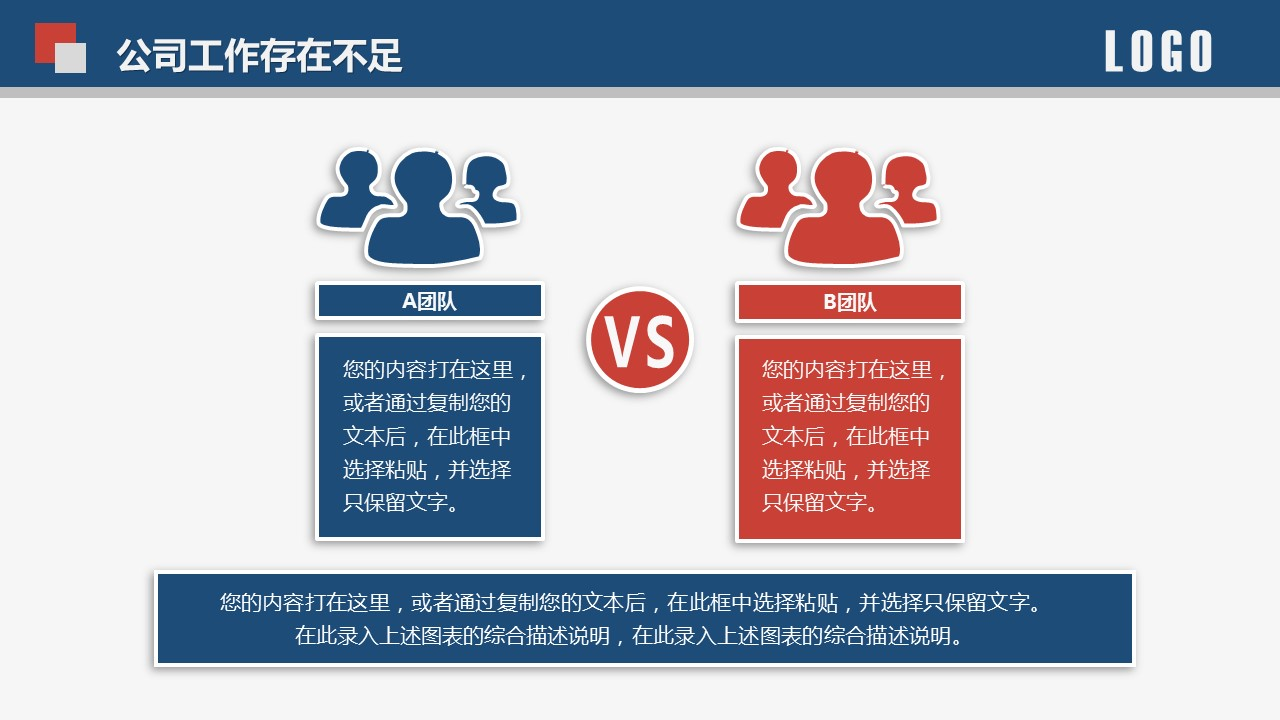 公司工作存在不足
LOGO
A团队
B团队
VS
您的内容打在这里，
或者通过复制您的
文本后，在此框中
选择粘贴，并选择
只保留文字。
您的内容打在这里，
或者通过复制您的
文本后，在此框中
选择粘贴，并选择
只保留文字。
您的内容打在这里，或者通过复制您的文本后，在此框中选择粘贴，并选择只保留文字。
在此录入上述图表的综合描述说明，在此录入上述图表的综合描述说明。